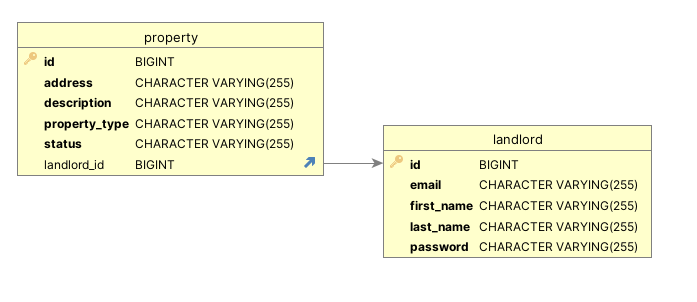 property
id BIGINT
address CHARACTER VARYING(255)
description CHARACTER VARYING(255)
property_type CHARACTER VARYING(255)
status CHARACTER VARYING(255)
landlord_id BIGINT
landlord
id BIGINT
email CHARACTER VARYING(255)
first_name CHARACTER VARYING(255)
last_name CHARACTER VARYING(255)
password CHARACTER VARYING(255)